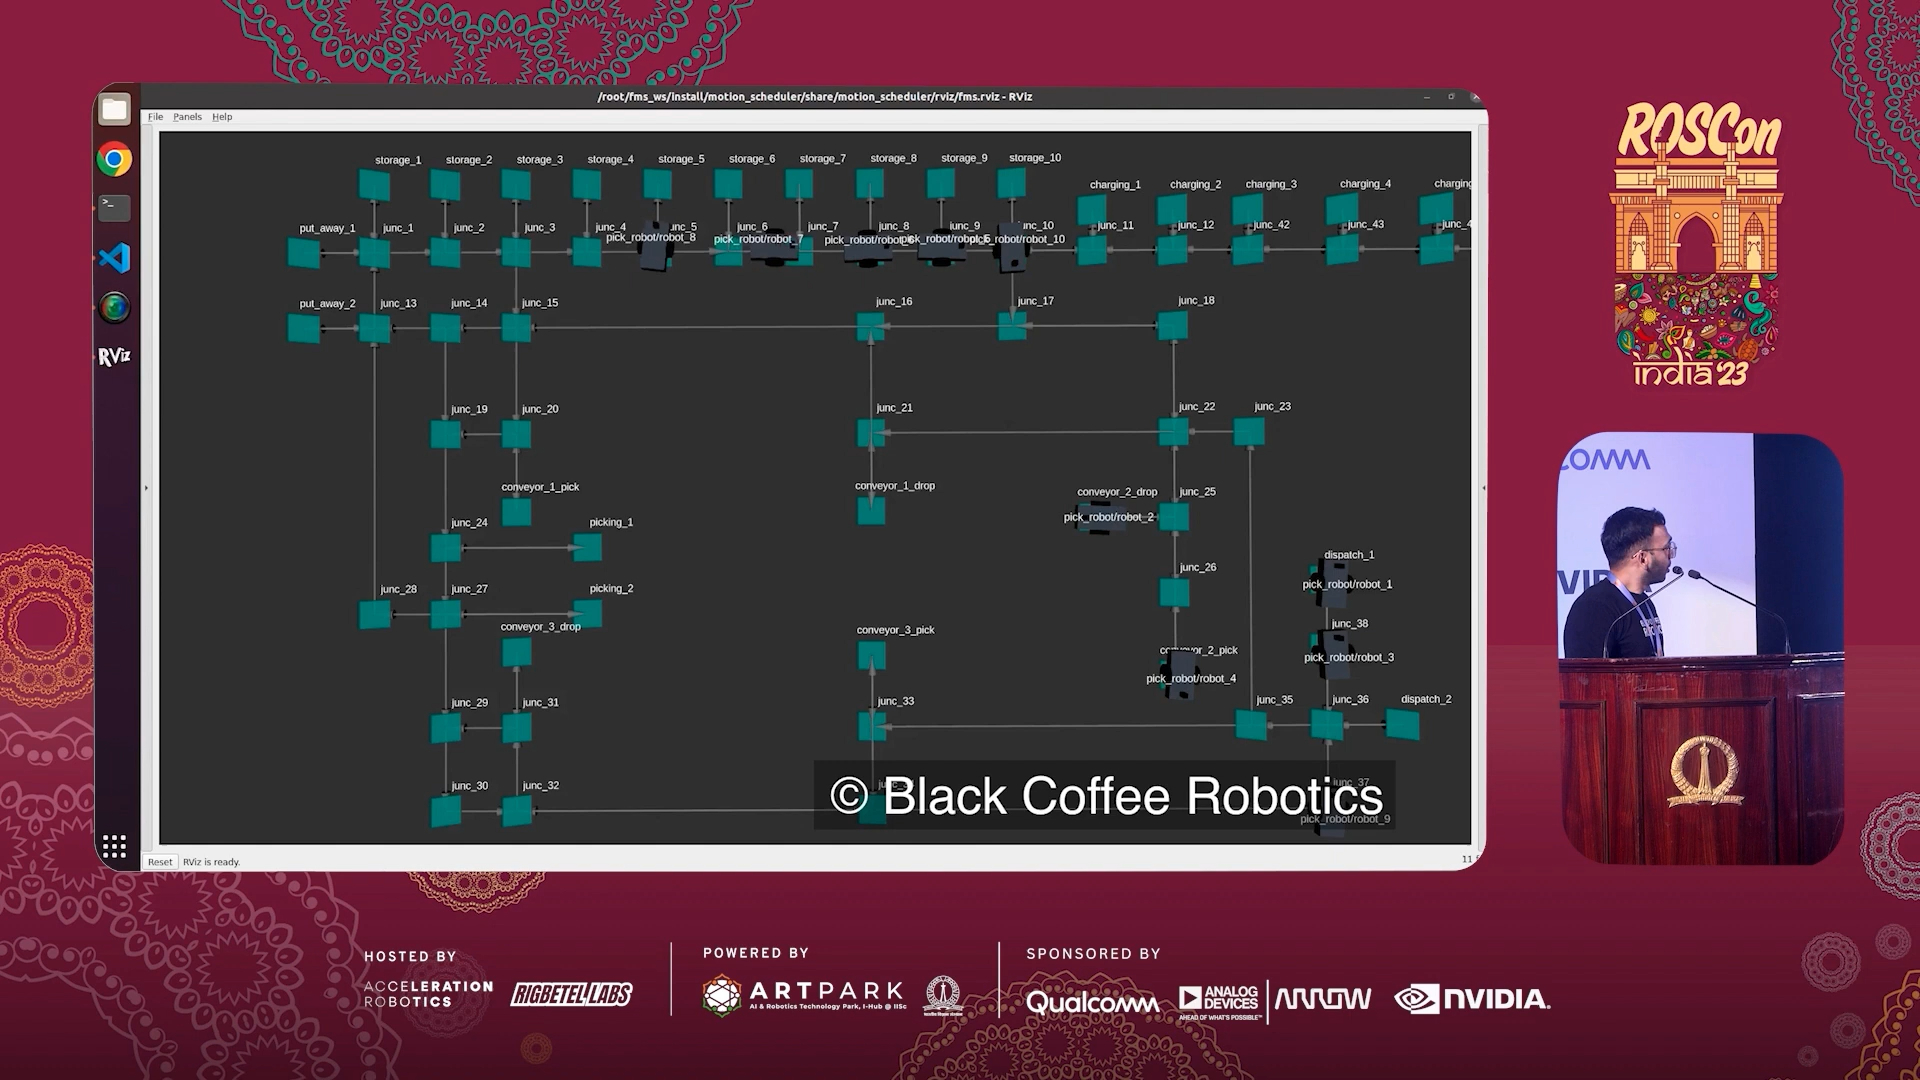 /root/fms_ws/install/motion_scheduler/share/motion_scheduler/rviz/fms.rviz - RViz
File Panels Help
storage_1 storage_2 storage_3 storage_4 storage_5 storage_6 storage_7 storage_8 storage_9 storage_10
charging_1 charging_2 charging_3 charging_4 charging
put_away_1 junc_1 junc_2 junc_3 junc_4 junc_6 junc_7 junc_8 junc_9 junc_11 junc_12 junc_42 junc_43
pick_robot/robot_8 pick_robot/robot_7 pick_robot/robot_10
put_away_2 junc_13 junc_14 junc_15 junc_16 junc_17 junc_18
junc_19 junc_20 junc_21 junc_22 junc_23
conveyor_1_pick conveyor_1_drop conveyor_2_drop junc_25
pick_robot/robot_2
junc_24 picking_1
dispatch_1
junc_26
pick_robot/robot_1
junc_28 junc_27 picking_2
conveyor_3_drop conveyor_3_pick junc_38
conveyor_2_pick pick_robot/robot_3
pick_robot/robot_4
junc_29 junc_31 junc_33 junc_35 junc_36 dispatch_2
junc_30 junc_32 junc_37
© Black Coffee Robotics
pick_robot/robot_9
Reset RViz is ready.
RViz
ROSCon
india'23
HOSTED BY
ACCELERATION
ROBOTICS
RIGBETEL LABS
POWERED BY
ARTPARK
AI & Robotics Technology Park, I-Hub @ IISc
SPONSORED BY
Qualcomm
ANALOG
DEVICES
AHEAD OF WHAT'S POSSIBLE™
ARROW
NVIDIA.